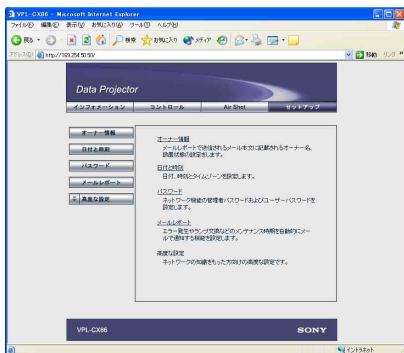 VPL-CX86 - Microsoft Internet Explorer
ファイル(F) 編集(E) 表示(V) お気に入り(A) ツール(T) ヘルプ(H)
戻る 検索 お気に入り メディア
アドレス(D) http://169.254.50.50/ 移動 リンク
Data Projector
インフォメーション コントロール Air Shot セットアップ
オーナー情報
日付と時刻
パスワード
メールレポート
高度な設定
オーナー情報
メールレポートで送信されるメール本文に記載されるオーナー名、
設置状態の設定をします。
日付と時刻
日付、時刻とタイムゾーンを設定します。
パスワード
ネットワーク機能の管理者パスワードおよびユーザーパスワードを
設定します。
メールレポート
エラー発生やランプ交換などのメンテナンス時期を自動的にメー
ルで通知する機能を設定します。
高度な設定
ネットワークの知識をもった方向けの高度な設定です。
VPL-CX86 SONY
イントラネット